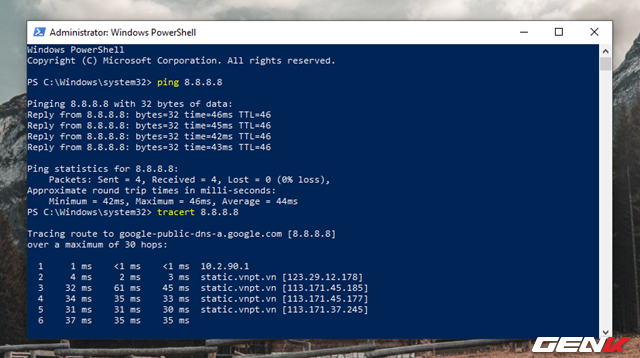 Administrator: Windows PowerShell
Windows PowerShell
Copyright (C) Microsoft Corporation. All rights reserved.
PS C:\Windows\system32> ping 8.8.8.8
Pinging 8.8.8.8 with 32 bytes of data:
Reply from 8.8.8.8: bytes=32 time=46ms TTL=46
Reply from 8.8.8.8: bytes=32 time=45ms TTL=46
Reply from 8.8.8.8: bytes=32 time=42ms TTL=46
Reply from 8.8.8.8: bytes=32 time=43ms TTL=46
Ping statistics for 8.8.8.8:
Packets: Sent = 4, Received = 4, Lost = 0 (0% loss),
Approximate round trip times in milli-seconds:
Minimum = 42ms, Maximum = 46ms, Average = 44ms
PS C:\Windows\system32> tracert 8.8.8.8
Tracing route to google-public-dns-a.google.com [8.8.8.8]
over a maximum of 30 hops:
1 1 ms <1 ms <1 ms 10.2.90.1
2 4 ms 2 ms 3 ms static.vnpt.vn [123.29.12.178]
3 32 ms 61 ms 45 ms static.vnpt.vn [113.171.45.185]
4 34 ms 35 ms 33 ms static.vnpt.vn [113.171.45.177]
5 31 ms 31 ms 30 ms static.vnpt.vn [113.171.37.245]
6 37 ms 35 ms 35 ms
GENK